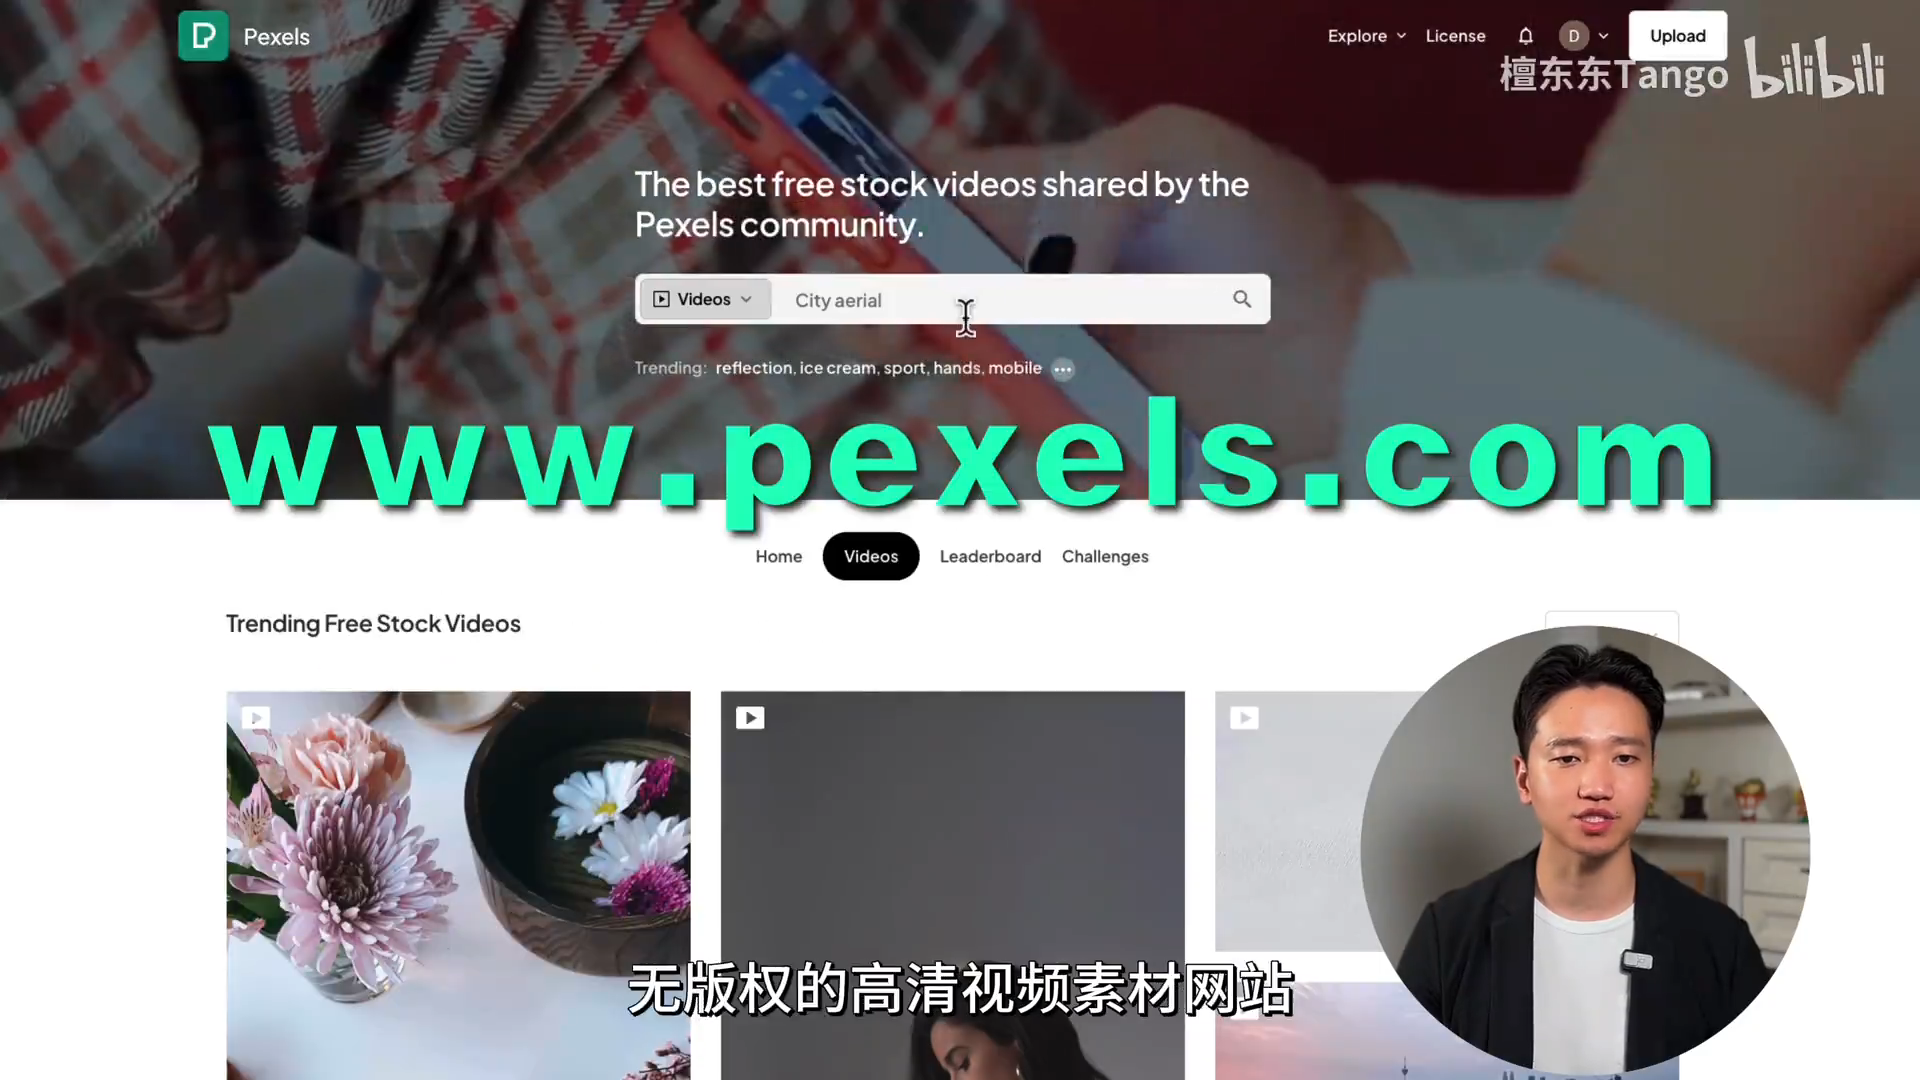 Pexels
Explore
License
D
Upload
檀东东Tango bilibili
The best free stock videos shared by the
Pexels community.
Videos
City aerial
Trending: reflection, ice cream, sport, hands, mobile
www.pexels.com
Home
Videos
Leaderboard
Challenges
Trending Free Stock Videos
无版权的高清视频素材网站